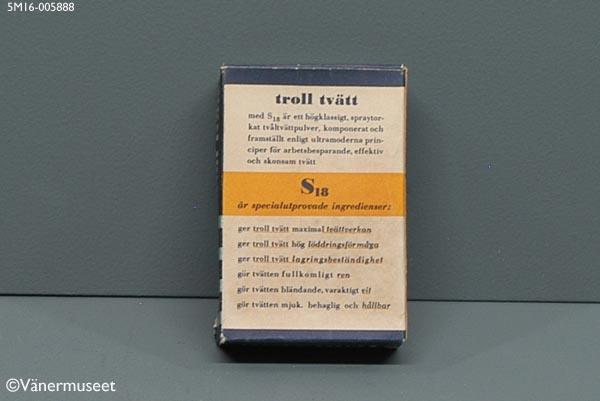 5M16-005888
troll tvätt
med S18 är ett högklassigt, spraytor-
kat tvåltvättpulver, komponerat och
framställt enligt ultramoderna prin-
ciper för arbetsbesparande, effektiv
och skonsam tvätt
S18
är specialutprovade ingredienser:
ger troll tvätt maximal tvättverkan
ger troll tvätt hög löddringsförmåga
ger troll tvätt lagringsbeständighet
gör tvätten fullkomligt ren
gör tvätten bländande, varaktigt vit
gör tvätten mjuk, behaglig och hållbar
©Vänermuseet